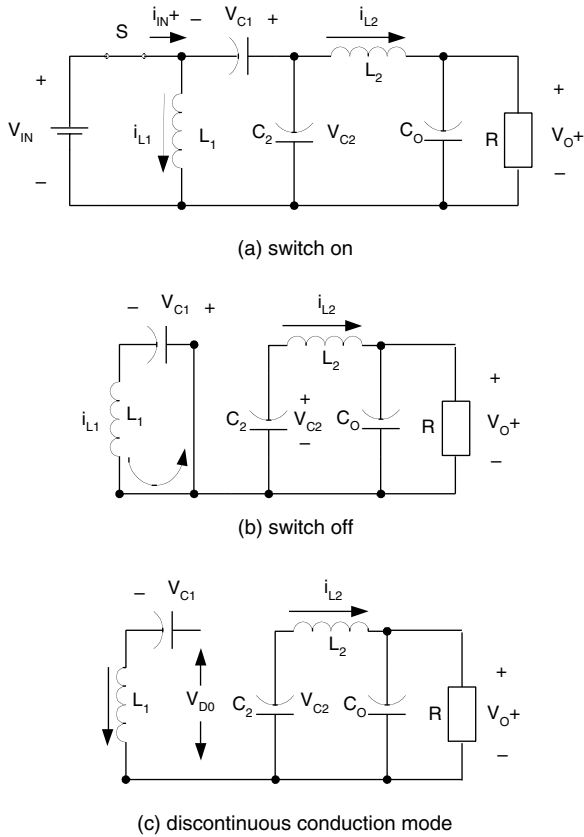 i_IN+ – V_C1 + i_L2
S
+ +
L_2
V_IN i_L1 L_1 C_2 V_C2 C_O R V_O+
– –
(a) switch on
– V_C1 + i_L2
L_2
i_L1 L_1 C_2 + V_C2 – C_O R + V_O+ –
(b) switch off
– V_C1 i_L2
L_2
L_1 V_D0 C_2 V_C2 C_O R + V_O+ –
(c) discontinuous conduction mode